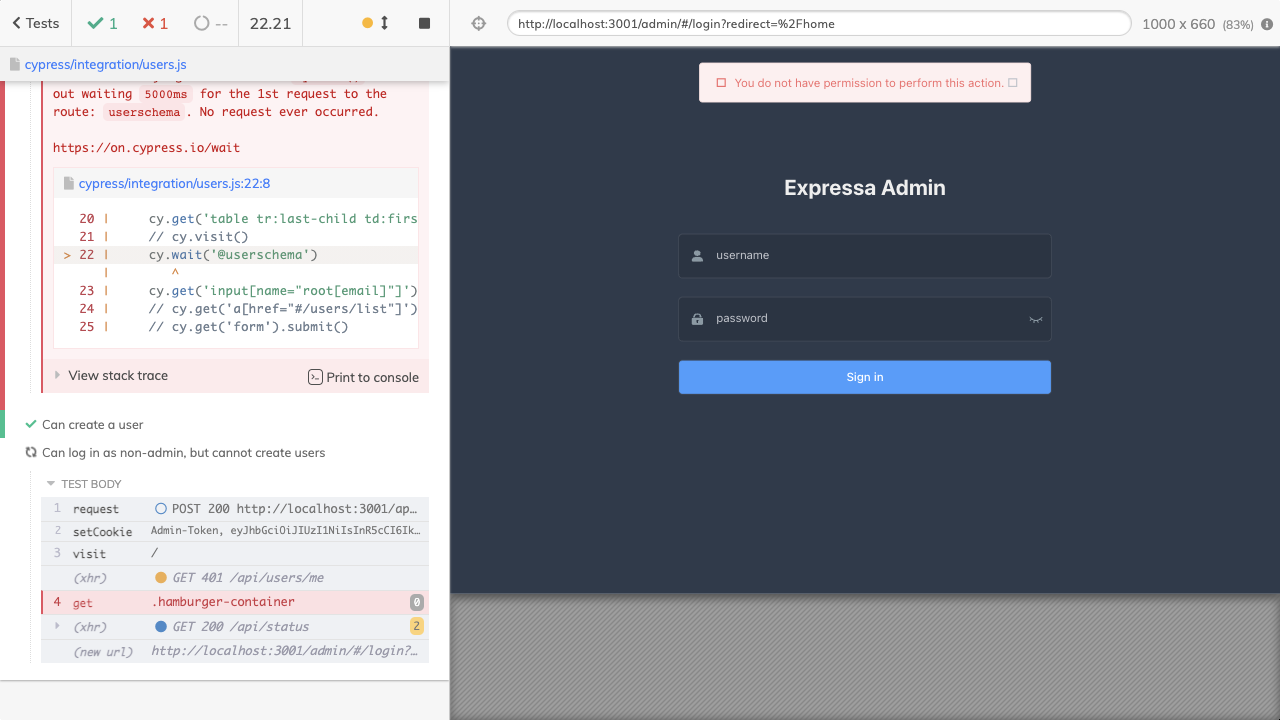 Tests
1
1
--
22.21
http://localhost:3001/admin/#/login?redirect=%2Fhome
1000 x 660 (83%)
cypress/integration/users.js
out waiting 5000ms for the 1st request to the
route: userschema. No request ever occurred.
https://on.cypress.io/wait
cypress/integration/users.js:22:8
20 | cy.get('table tr:last-child td:firs
21 | // cy.visit()
> 22 | cy.wait('@userschema')
| ^
23 | cy.get('input[name="root[email]"]')
24 | // cy.get('a[href="#/users/list"]')
25 | // cy.get('form').submit()
View stack trace
Print to console
Can create a user
Can log in as non-admin, but cannot create users
TEST BODY
1 request POST 200 http://localhost:3001/ap...
2 setCookie Admin-Token, eyJhbGciOiJIUzI1NiIsInR5cCI6Ik...
3 visit /
(xhr) GET 401 /api/users/me
4 get .hamburger-container 0
(xhr) GET 200 /api/status 2
(new url) http://localhost:3001/admin/#/login?...
You do not have permission to perform this action.
Expressa Admin
username
password
Sign in